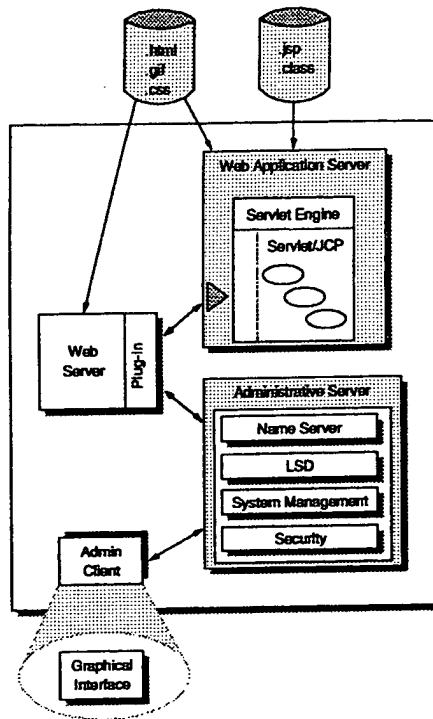 .html
.gif
.css
.jsp
.class
Web Application Server
Servlet Engine
Servlet/JCP
Web
Server
Plug-In
Administrative Server
Name Server
LSD
System Management
Security
Admin
Client
Graphical
Interface